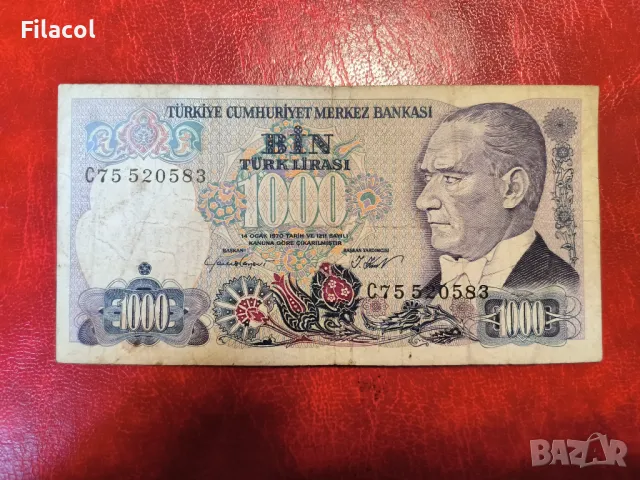 Filacol
TÜRKİYE CUMHURİYET MERKEZ BANKASI
BİN
TÜRK LİRASI
C75 520583
1000
14 OCAK 1970 TARİH VE 1211 SAYILI
KANUNA GÖRE ÇIKARILMIŞTIR
BAŞKAN BAŞKAN YARDIMCISI
C75 520583
1000 1000
BAZAR